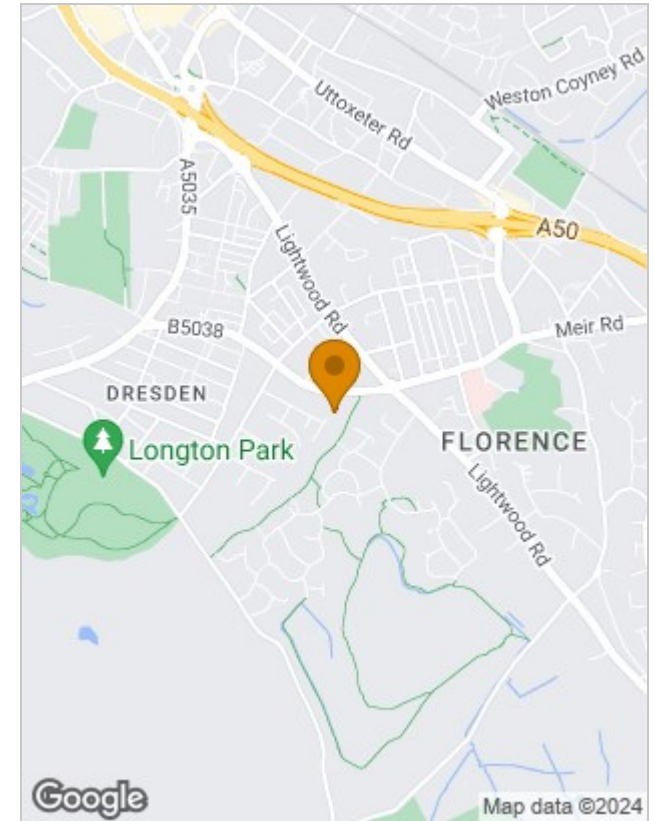 Weston Coyney Rd
Uttoxeter Rd
A5035
A50
Lightwood Rd
B5038
Meir Rd
DRESDEN
Longton Park
FLORENCE
Lightwood Rd
Google
Map data ©2024